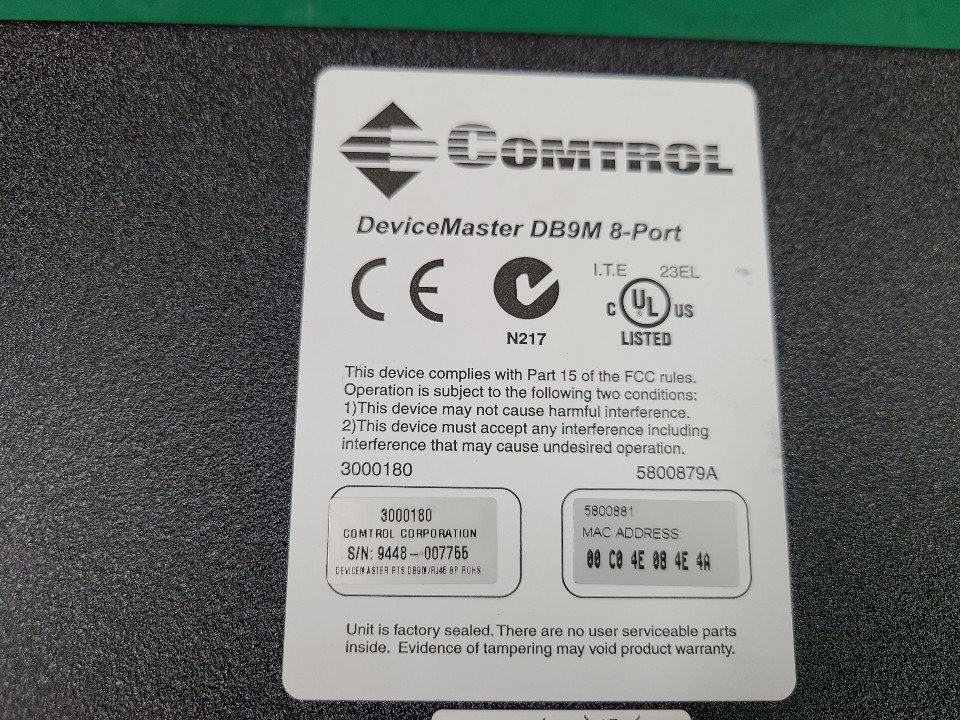 COMTROL
DeviceMaster DB9M 8-Port
CE
N217
I.T.E 23EL
C UL US
LISTED
This device complies with Part 15 of the FCC rules.
Operation is subject to the following two conditions:
1)This device may not cause harmful interference.
2)This device must accept any interference including
interference that may cause undesired operation.
3000180 5800879A
3000180
COMTROL CORPORATION
S/N: 9448-007755
DEVICEMASTER RTS DB9M/RJ45 8P ROHS
5800881
MAC ADDRESS
00 C0 4E 08 4E 4A
Unit is factory sealed. There are no user serviceable parts
inside. Evidence of tampering may void product warranty.